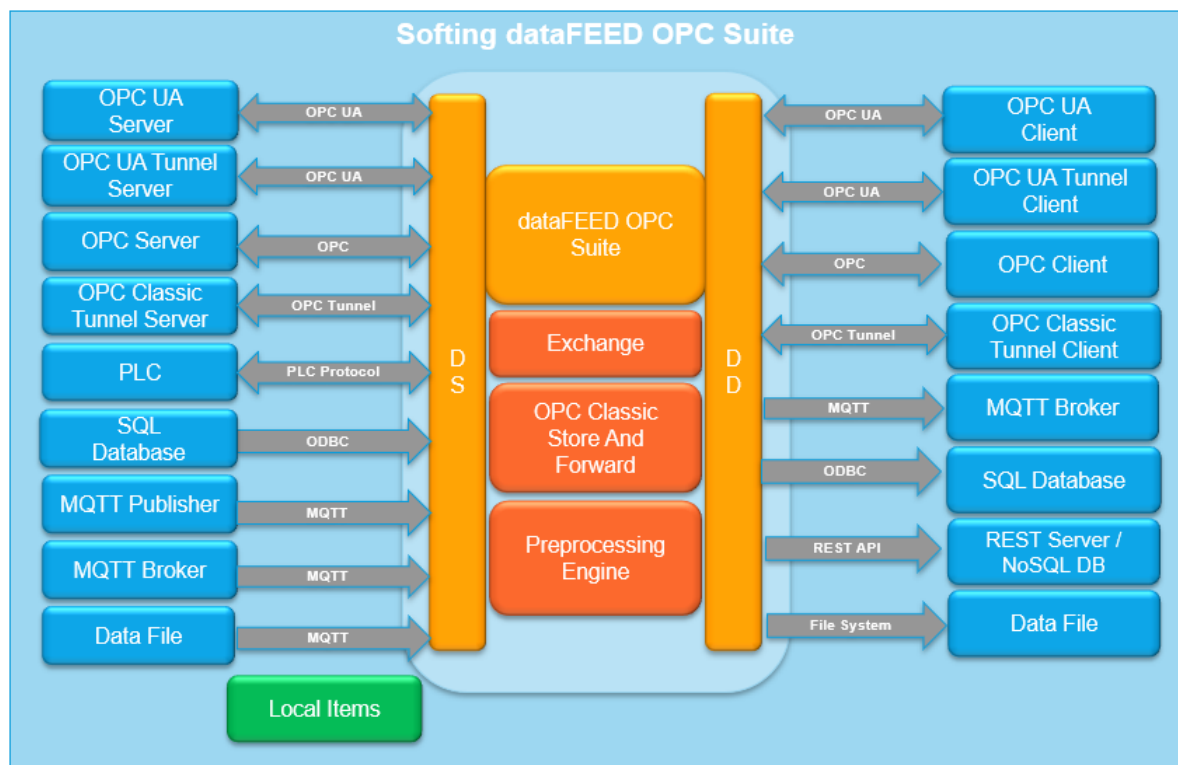 Softing dataFEED OPC Suite
OPC UA
Server
OPC UA
OPC UA Tunnel
Server
OPC UA
OPC Server
OPC
OPC Classic
Tunnel Server
OPC Tunnel
PLC
PLC Protocol
SQL
Database
ODBC
MQTT Publisher
MQTT
MQTT Broker
MQTT
Data File
MQTT
Local Items
D
S
dataFEED OPC
Suite
Exchange
OPC Classic
Store And
Forward
Preprocessing
Engine
D
D
OPC UA
OPC UA
Client
OPC UA
OPC UA Tunnel
Client
OPC
OPC Client
OPC Tunnel
OPC Classic
Tunnel Client
MQTT
MQTT Broker
ODBC
SQL Database
REST API
REST Server /
NoSQL DB
File System
Data File